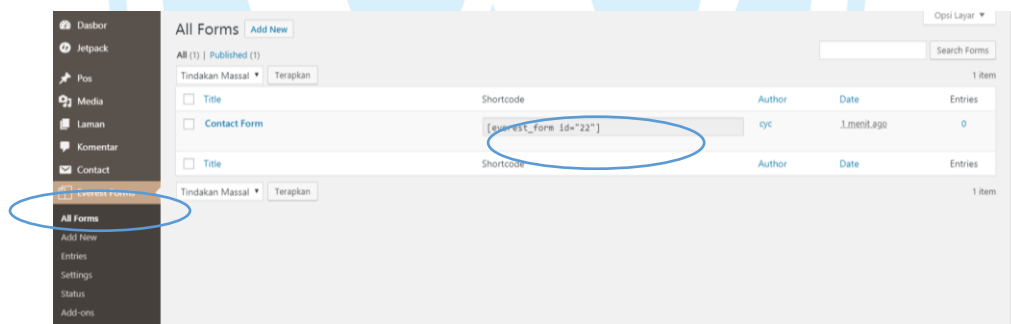 Dasbor
Jetpack
Pos
Media
Laman
Komentar
Contact
Everest Forms
All Forms
Add New
Entries
Settings
Status
Add-ons
Opsi Layar ▼
All Forms Add New
All (1) | Published (1)
Search Forms
Tindakan Massal ▼ Terapkan 1 item
Title Shortcode Author Date Entries
Contact Form [everest_form id="22"] cyc 1 menit ago 0
Title Shortcode Author Date Entries
Tindakan Massal ▼ Terapkan 1 item